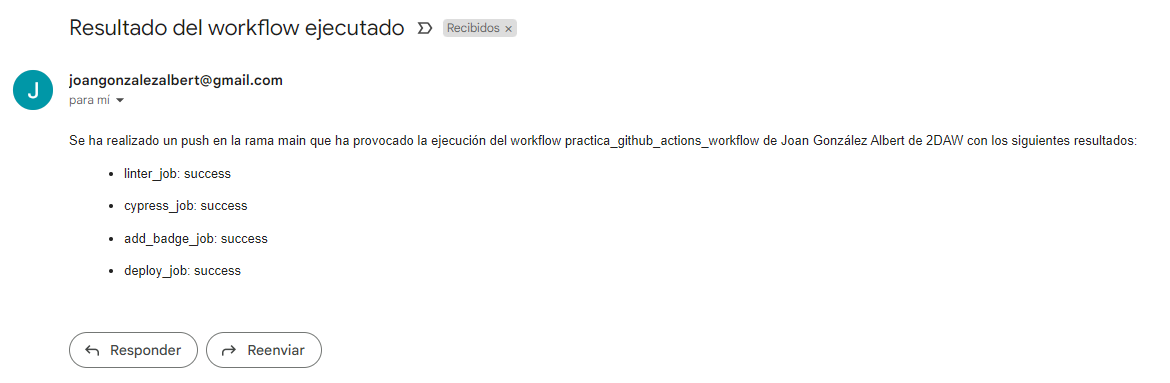 Resultado del workflow ejecutado Recibidos ×
J
joangonzalezalbert@gmail.com
para mí
Se ha realizado un push en la rama main que ha provocado la ejecución del workflow practica_github_actions_workflow de Joan González Albert de 2DAW con los siguientes resultados:
• linter_job: success
• cypress_job: success
• add_badge_job: success
• deploy_job: success
Responder Reenviar